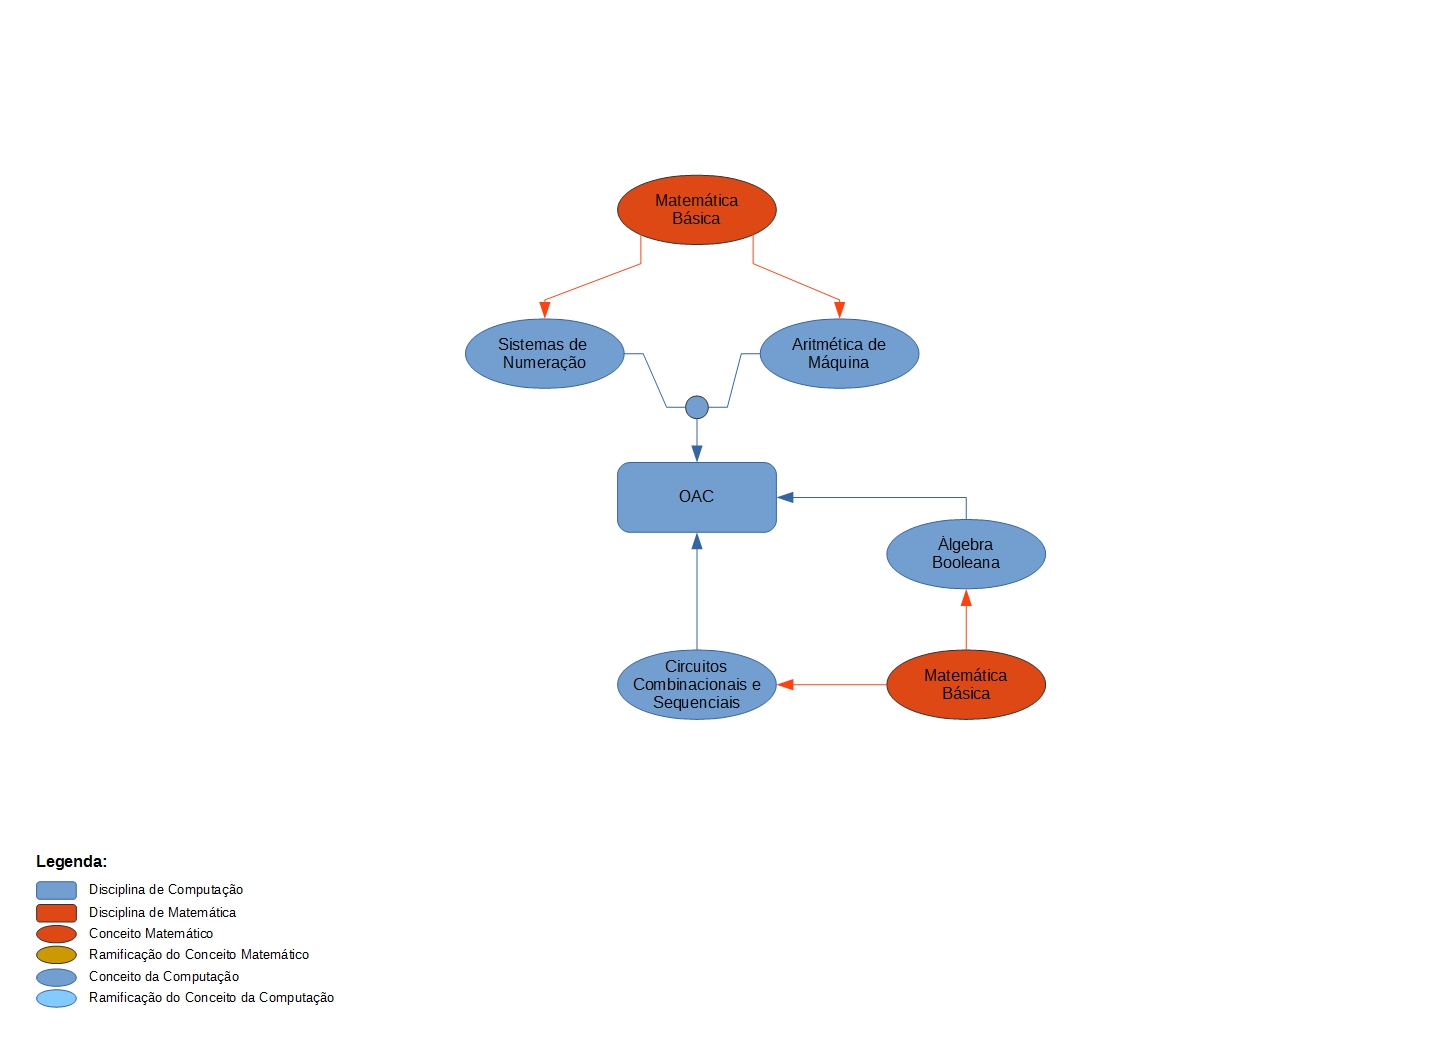 Matemática
Básica
Sistemas de
Numeração
Aritmética de
Máquina
OAC
Àlgebra
Booleana
Circuitos
Combinacionais e
Sequenciais
Matemática
Básica
Legenda:
Disciplina de Computação
Disciplina de Matemática
Conceito Matemático
Ramificação do Conceito Matemático
Conceito da Computação
Ramificação do Conceito da Computação